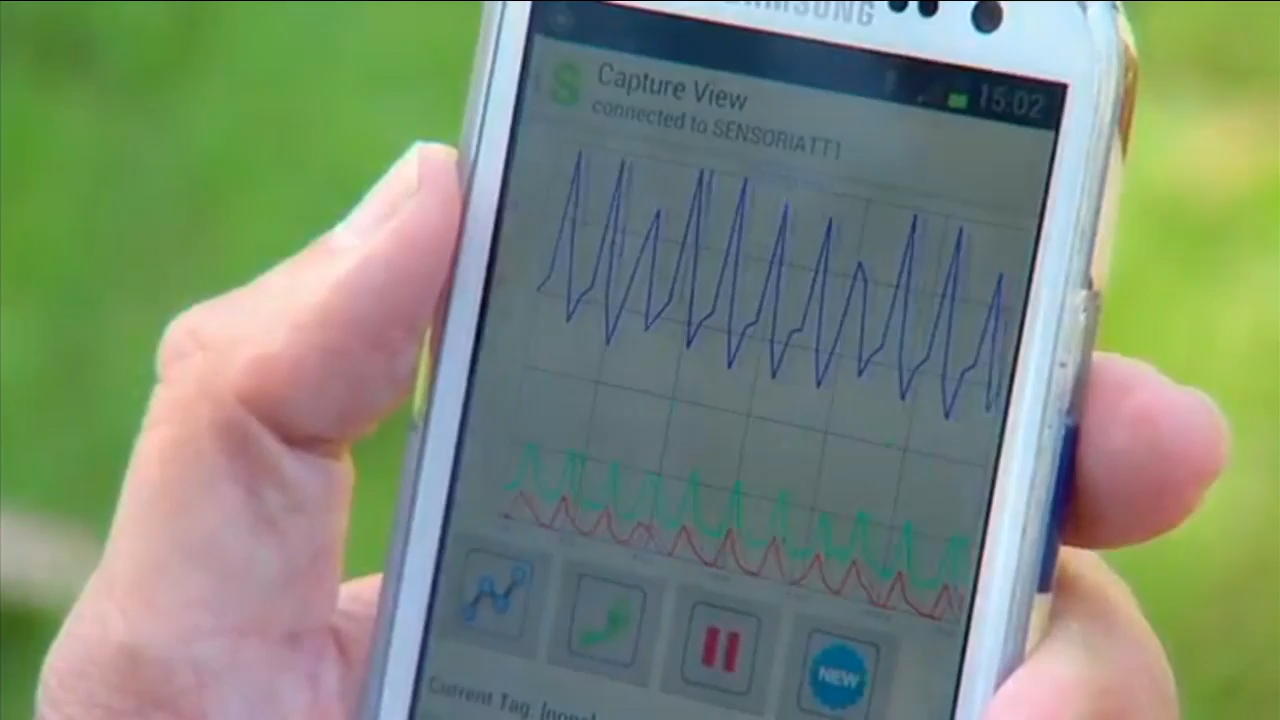 SAMSUNG
15:02
S
Capture View
connected to SENSORIATT1
NEW
Current Tag: